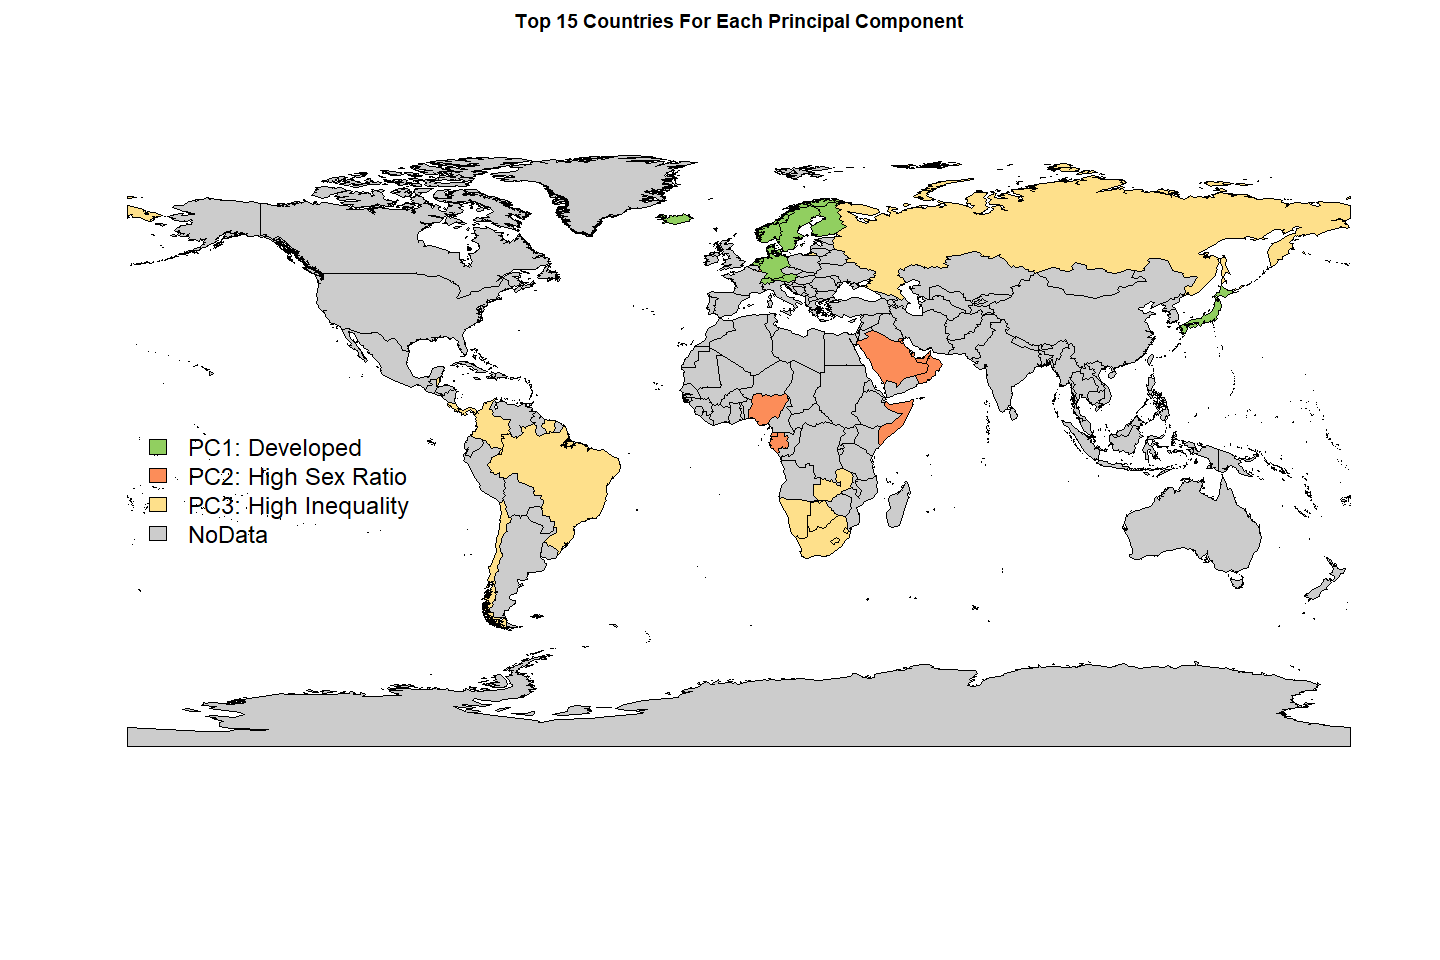 Top 15 Countries For Each Principal Component
PC1: Developed
PC2: High Sex Ratio
PC3: High Inequality
NoData